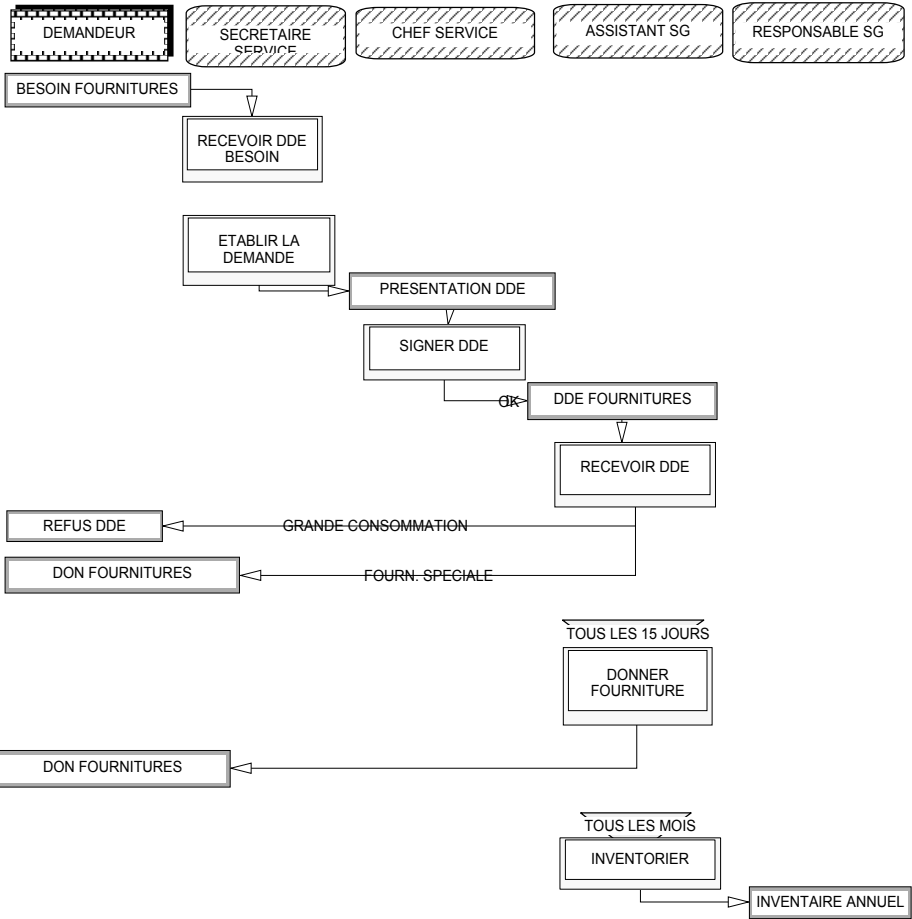 DEMANDEUR
SECRETAIRE
SERVICE
CHEF SERVICE
ASSISTANT SG
RESPONSABLE SG
BESOIN FOURNITURES
RECEVOIR DDE
BESOIN
ETABLIR LA
DEMANDE
PRESENTATION DDE
SIGNER DDE
OK
DDE FOURNITURES
RECEVOIR DDE
REFUS DDE
GRANDE CONSOMMATION
DON FOURNITURES
FOURN. SPECIALE
TOUS LES 15 JOURS
DONNER
FOURNITURE
DON FOURNITURES
TOUS LES MOIS
INVENTORIER
INVENTAIRE ANNUEL